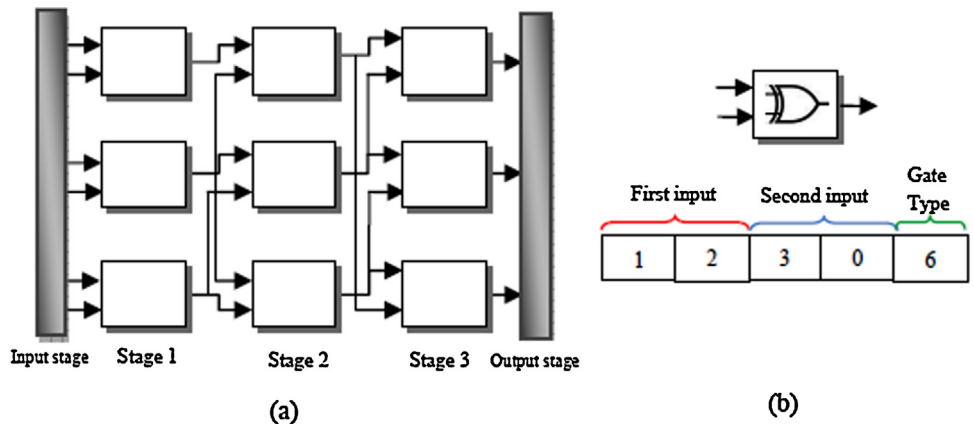 Input stage
Stage 1
Stage 2
Stage 3
Output stage
(a)
First input
Second input
Gate
Type
1 2 3 0 6
(b)